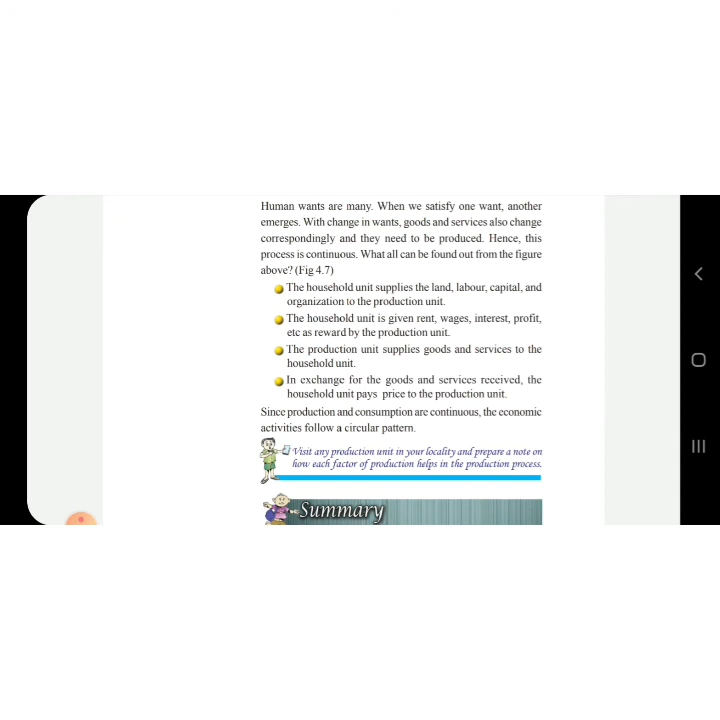 Human wants are many. When we satisfy one want, another
emerges. With change in wants, goods and services also change
correspondingly and they need to be produced. Hence, this
process is continuous. What all can be found out from the figure
above? (Fig 4.7)
The household unit supplies the land, labour, capital, and
organization to the production unit.
The household unit is given rent, wages, interest, profit,
etc as reward by the production unit.
The production unit supplies goods and services to the
household unit.
In exchange for the goods and services received, the
household unit pays price to the production unit.
Since production and consumption are continuous, the economic
activities follow a circular pattern.
Visit any production unit in your locality and prepare a note on
how each factor of production helps in the production process.
Summary